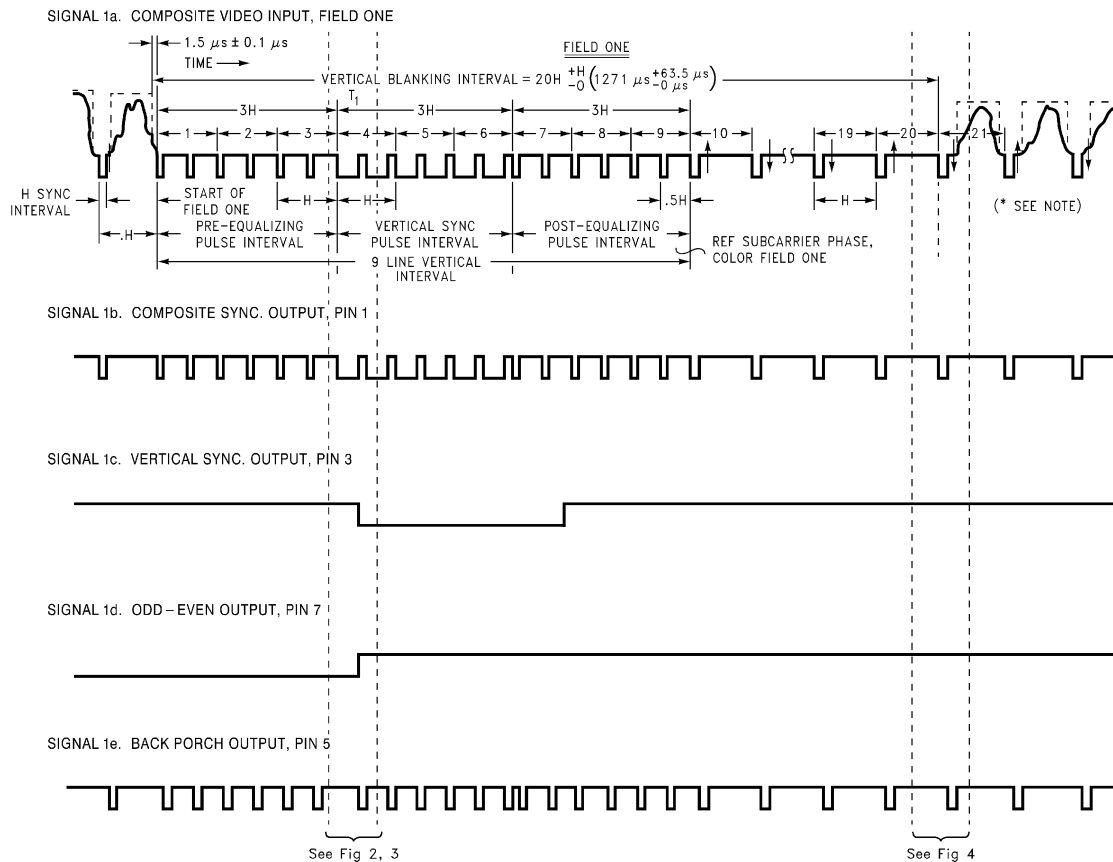 SIGNAL 1a. COMPOSITE VIDEO INPUT, FIELD ONE
1.5 μs ± 0.1 μs
TIME
FIELD ONE
VERTICAL BLANKING INTERVAL = 20H +H -0 (1271 μs +63.5 μs -0 μs)
3H T1 3H 3H
1 2 3 4 5 6 7 8 9 10 19 20 21
H SYNC INTERVAL
START OF FIELD ONE
H H .5H H
(* SEE NOTE)
.H
PRE-EQUALIZING PULSE INTERVAL
VERTICAL SYNC PULSE INTERVAL
POST-EQUALIZING PULSE INTERVAL
REF SUBCARRIER PHASE, COLOR FIELD ONE
9 LINE VERTICAL INTERVAL
SIGNAL 1b. COMPOSITE SYNC. OUTPUT, PIN 1
SIGNAL 1c. VERTICAL SYNC. OUTPUT, PIN 3
SIGNAL 1d. ODD–EVEN OUTPUT, PIN 7
SIGNAL 1e. BACK PORCH OUTPUT, PIN 5
See Fig 2, 3
See Fig 4